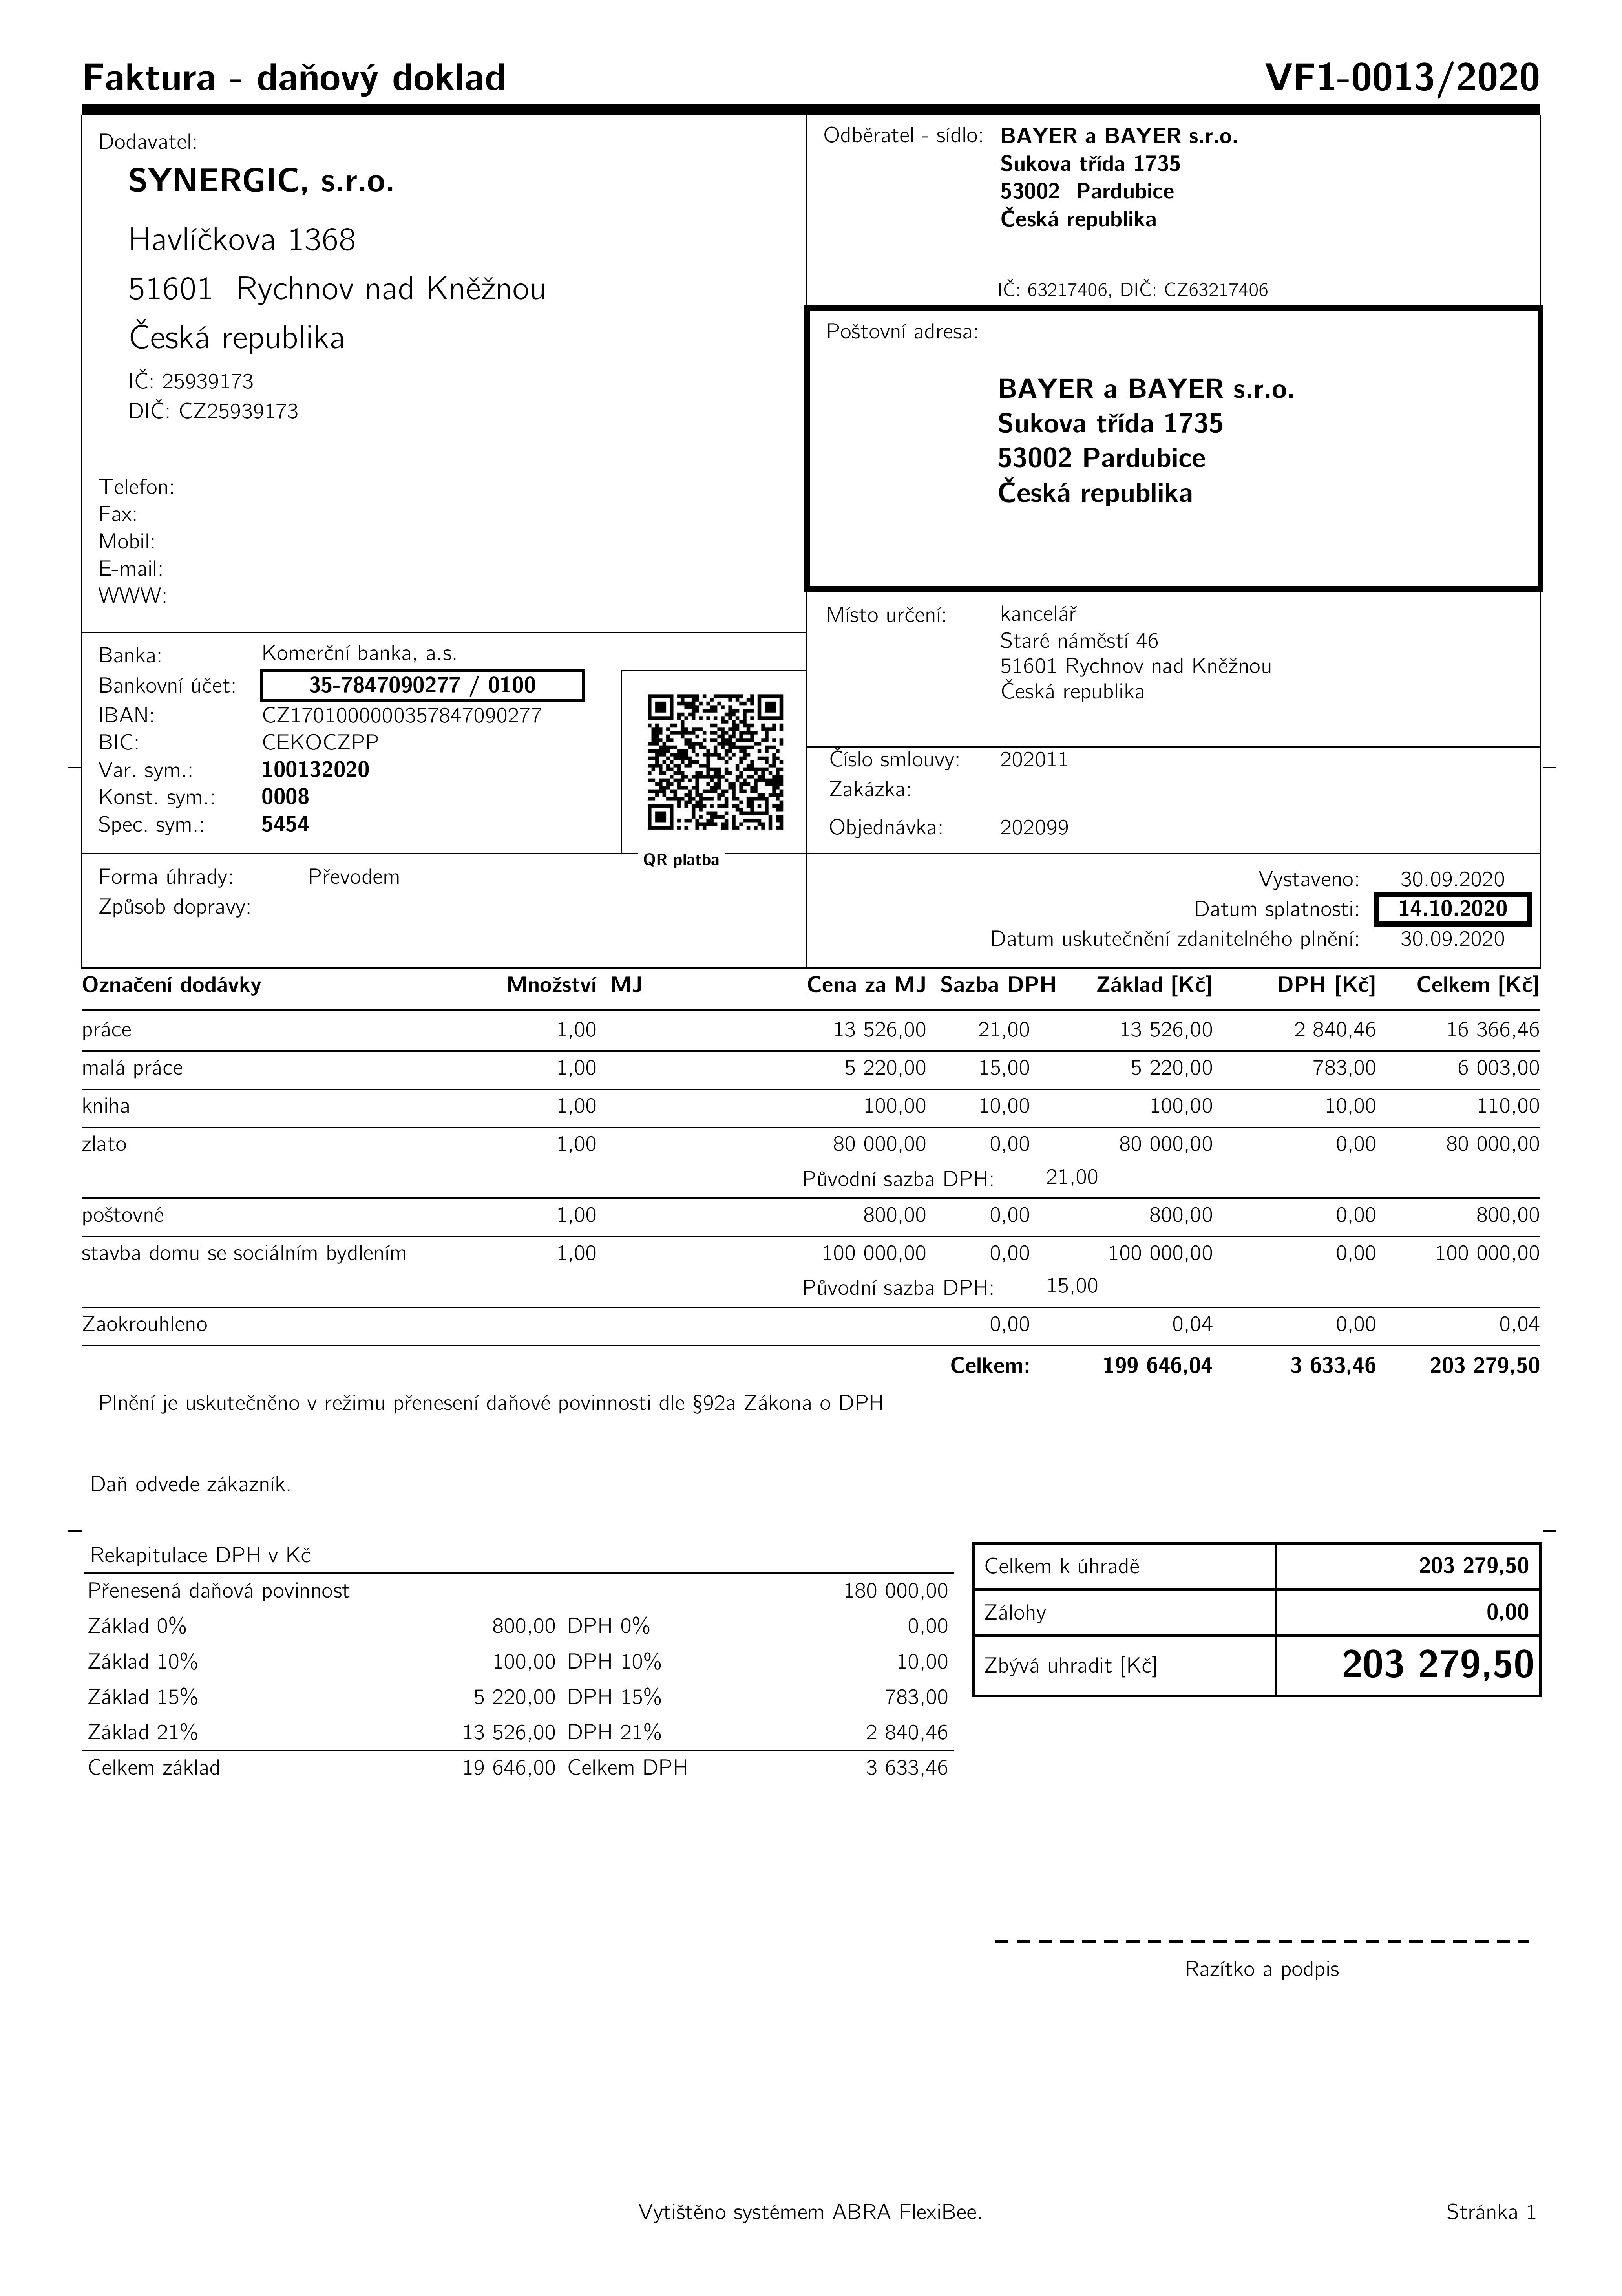 Faktura - daňový doklad VF1-0013/2020
Dodavatel:
SYNERGIC, s.r.o.
Havlíčkova 1368
51601 Rychnov nad Kněžnou
Česká republika
IČ: 25939173
DIČ: CZ25939173
Telefon:
Fax:
Mobil:
E-mail:
WWW:
Odběratel - sídlo: BAYER a BAYER s.r.o.
Sukova třída 1735
53002 Pardubice
Česká republika
IČ: 63217406, DIČ: CZ63217406
Poštovní adresa:
BAYER a BAYER s.r.o.
Sukova třída 1735
53002 Pardubice
Česká republika
Místo určení: kancelář
Staré náměstí 46
51601 Rychnov nad Kněžnou
Česká republika
Banka: Komerční banka, a.s.
Bankovní účet: 35-7847090277 / 0100
IBAN: CZ1701000000357847090277
BIC: CEKOCZPP
Var. sym.: 100132020
Konst. sym.: 0008
Spec. sym.: 5454
QR platba
Číslo smlouvy: 202011
Zakázka:
Objednávka: 202099
Forma úhrady: Převodem
Způsob dopravy:
Vystaveno: 30.09.2020
Datum splatnosti: 14.10.2020
Datum uskutečnění zdanitelného plnění: 30.09.2020
Označení dodávky Množství MJ Cena za MJ Sazba DPH Základ [Kč] DPH [Kč] Celkem [Kč]
práce 1,00 13 526,00 21,00 13 526,00 2 840,46 16 366,46
malá práce 1,00 5 220,00 15,00 5 220,00 783,00 6 003,00
kniha 1,00 100,00 10,00 100,00 10,00 110,00
zlato 1,00 80 000,00 0,00 80 000,00 0,00 80 000,00
Původní sazba DPH: 21,00
poštovné 1,00 800,00 0,00 800,00 0,00 800,00
stavba domu se sociálním bydlením 1,00 100 000,00 0,00 100 000,00 0,00 100 000,00
Původní sazba DPH: 15,00
Zaokrouhleno 0,00 0,04 0,00 0,04
Celkem: 199 646,04 3 633,46 203 279,50
Plnění je uskutečněno v režimu přenesení daňové povinnosti dle §92a Zákona o DPH
Daň odvede zákazník.
Rekapitulace DPH v Kč
Přenesená daňová povinnost 180 000,00
Základ 0% 800,00 DPH 0% 0,00
Základ 10% 100,00 DPH 10% 10,00
Základ 15% 5 220,00 DPH 15% 783,00
Základ 21% 13 526,00 DPH 21% 2 840,46
Celkem základ 19 646,00 Celkem DPH 3 633,46
Celkem k úhradě 203 279,50
Zálohy 0,00
Zbývá uhradit [Kč] 203 279,50
Razítko a podpis
Vytištěno systémem ABRA FlexiBee. Stránka 1